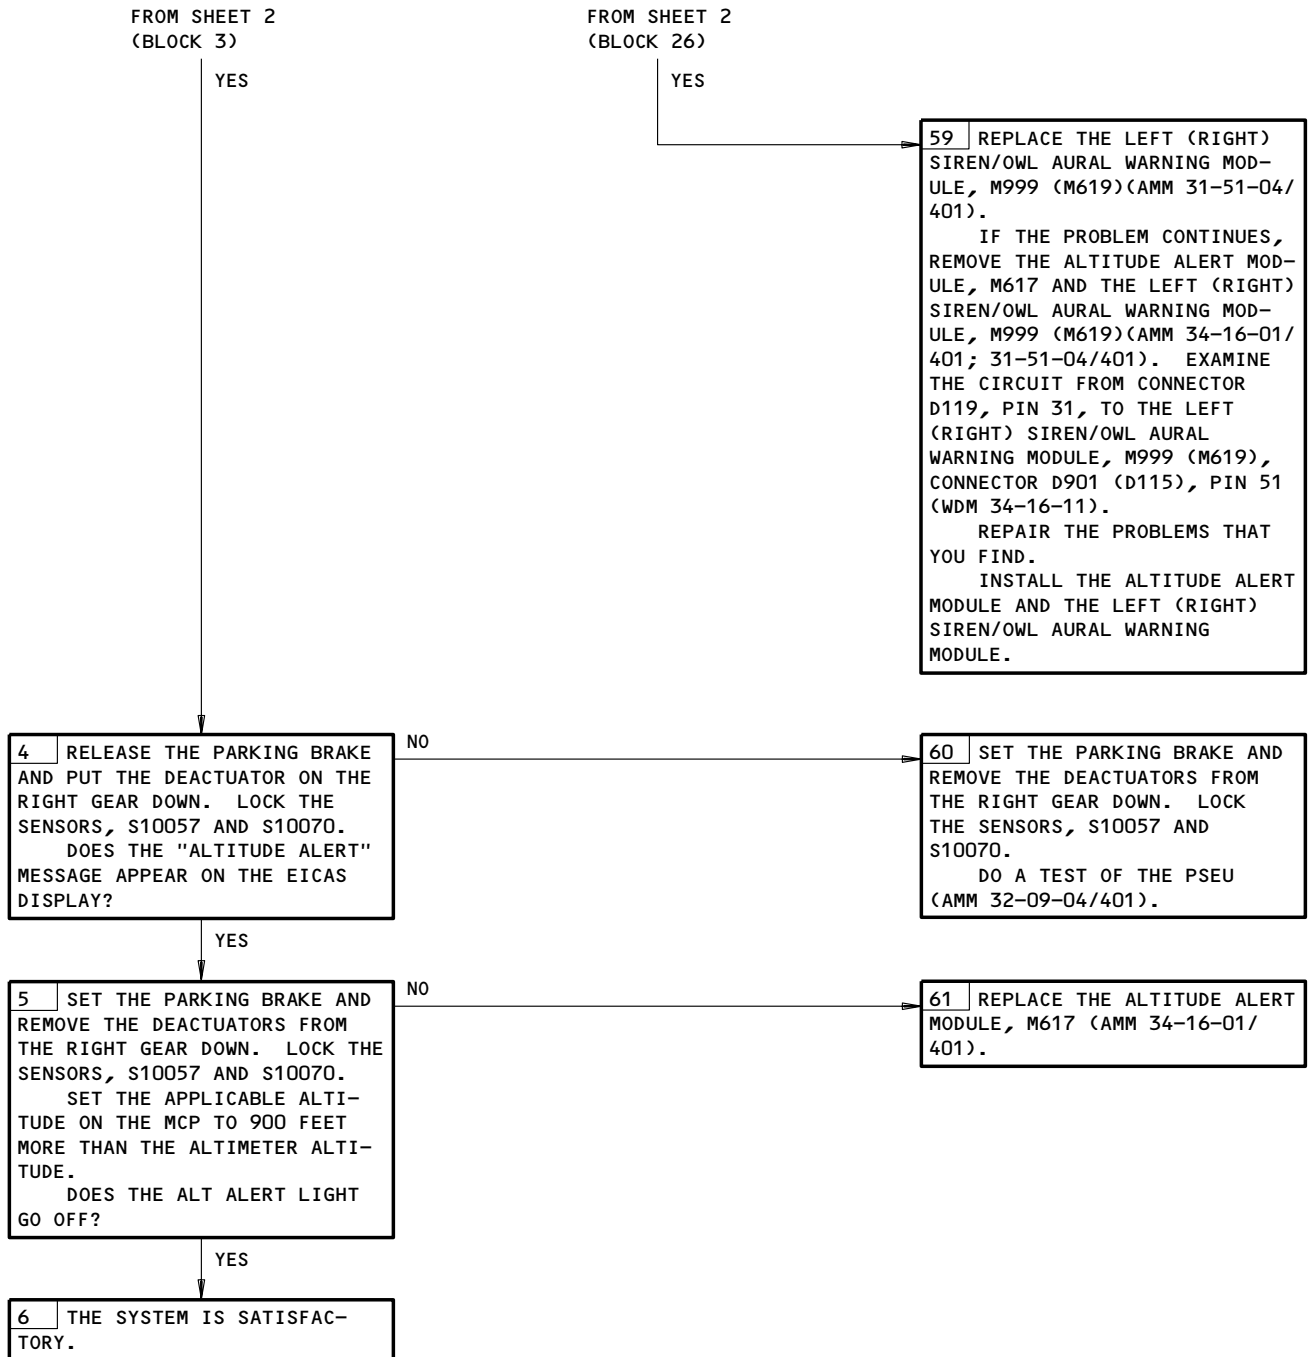 FROM SHEET 2
(BLOCK 3)
YES
FROM SHEET 2
(BLOCK 26)
YES
59 REPLACE THE LEFT (RIGHT)
SIREN/OWL AURAL WARNING MOD-
ULE, M999 (M619)(AMM 31-51-04/
401).
IF THE PROBLEM CONTINUES,
REMOVE THE ALTITUDE ALERT MOD-
ULE, M617 AND THE LEFT (RIGHT)
SIREN/OWL AURAL WARNING MOD-
ULE, M999 (M619)(AMM 34-16-01/
401; 31-51-04/401). EXAMINE
THE CIRCUIT FROM CONNECTOR
D119, PIN 31, TO THE LEFT
(RIGHT) SIREN/OWL AURAL
WARNING MODULE, M999 (M619),
CONNECTOR D901 (D115), PIN 51
(WDM 34-16-11).
REPAIR THE PROBLEMS THAT
YOU FIND.
INSTALL THE ALTITUDE ALERT
MODULE AND THE LEFT (RIGHT)
SIREN/OWL AURAL WARNING
MODULE.
4 RELEASE THE PARKING BRAKE
AND PUT THE DEACTUATOR ON THE
RIGHT GEAR DOWN. LOCK THE
SENSORS, S10057 AND S10070.
DOES THE "ALTITUDE ALERT"
MESSAGE APPEAR ON THE EICAS
DISPLAY?
NO
60 SET THE PARKING BRAKE AND
REMOVE THE DEACTUATORS FROM
THE RIGHT GEAR DOWN. LOCK
THE SENSORS, S10057 AND
S10070.
DO A TEST OF THE PSEU
(AMM 32-09-04/401).
YES
5 SET THE PARKING BRAKE AND
REMOVE THE DEACTUATORS FROM
THE RIGHT GEAR DOWN. LOCK THE
SENSORS, S10057 AND S10070.
SET THE APPLICABLE ALTI-
TUDE ON THE MCP TO 900 FEET
MORE THAN THE ALTIMETER ALTI-
TUDE.
DOES THE ALT ALERT LIGHT
GO OFF?
NO
61 REPLACE THE ALTITUDE ALERT
MODULE, M617 (AMM 34-16-01/
401).
YES
6 THE SYSTEM IS SATISFAC-
TORY.